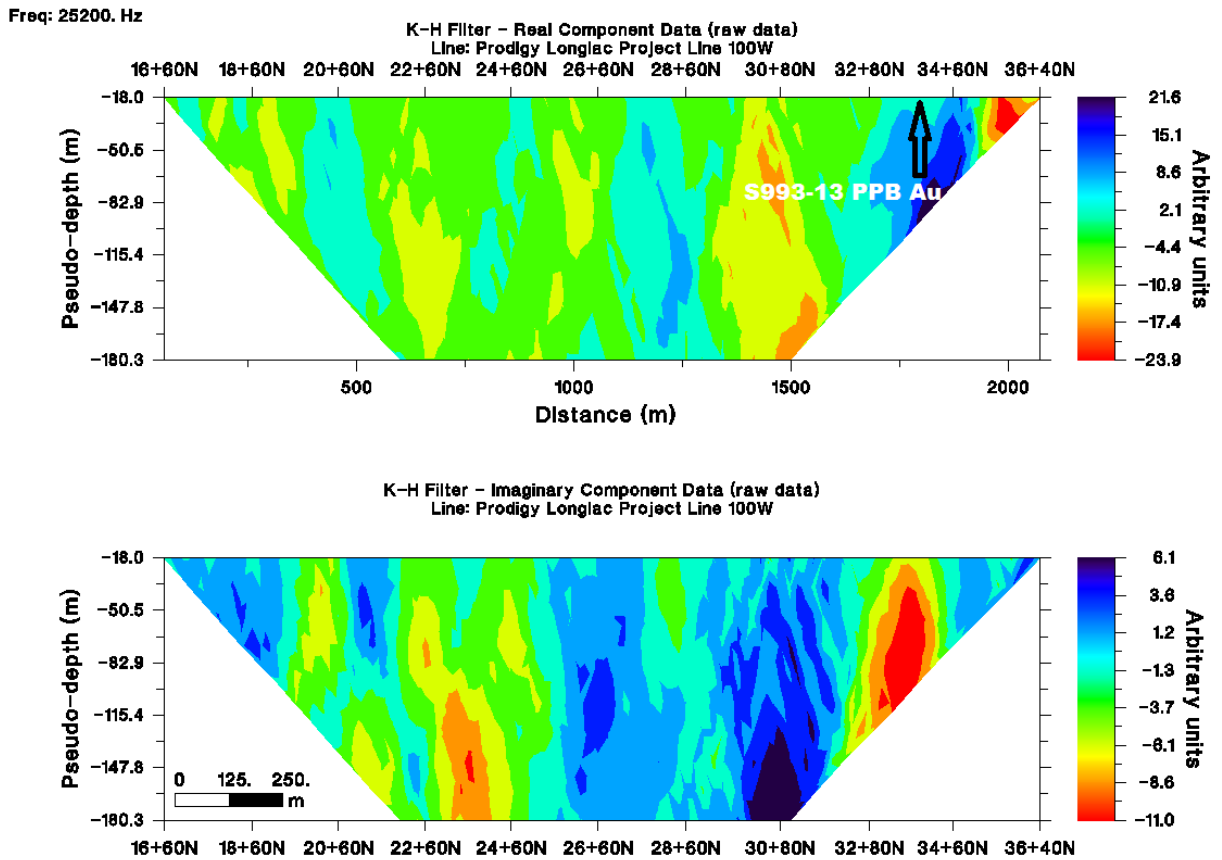 Freq: 25200. Hz
K-H Filter - Real Component Data (raw data)
Line: Prodigy Longlac Project Line 100W
16+60N 18+60N 20+60N 22+60N 24+60N 26+60N 28+60N 30+80N 32+80N 34+60N 36+40N
-18.0
-50.6
-82.9
-115.4
-147.8
-180.3
Pseudo-depth (m)
S993-13 PPB Au
21.6
15.1
8.6
2.1
-4.4
-10.9
-17.4
-23.9
Arbitrary units
500 1000 1500 2000
Distance (m)
K-H Filter - Imaginary Component Data (raw data)
Line: Prodigy Longlac Project Line 100W
-18.0
-50.5
-82.9
-115.4
-147.8
-180.3
Pseudo-depth (m)
0 125. 250.
m
6.1
3.6
1.2
-1.3
-3.7
-6.1
-8.6
-11.0
Arbitrary units
16+60N 18+60N 20+60N 22+60N 24+60N 26+60N 28+60N 30+80N 32+80N 34+60N 36+40N